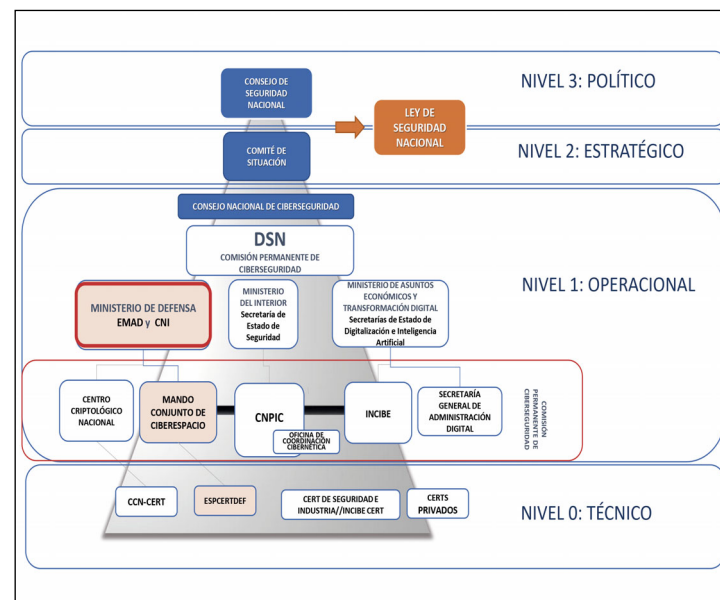 CONSEJO DE
SEGURIDAD
NACIONAL
NIVEL 3: POLÍTICO
LEY DE
SEGURIDAD
NACIONAL
COMITÉ DE
SITUACIÓN
NIVEL 2: ESTRATÉGICO
CONSEJO NACIONAL DE CIBERSEGURIDAD
DSN
COMISIÓN PERMANENTE DE
CIBERSEGURIDAD
NIVEL 1: OPERACIONAL
MINISTERIO DE DEFENSA
EMAD y CNI
MINISTERIO
DEL INTERIOR
Secretaría de
Estado de
Seguridad
MINISTERIO DE ASUNTOS
ECONÓMICOS Y
TRANSFORMACIÓN DIGITAL
Secretarías de Estado de
Digitalización e Inteligencia
Artificial
CENTRO
CRIPTOLÓGICO
NACIONAL
MANDO
CONJUNTO DE
CIBERESPACIO
CNPIC
OFICINA DE
COORDINACIÓN
CIBERNÉTICA
INCIBE
SECRETARÍA
GENERAL DE
ADMINISTRACIÓN
DIGITAL
COMISIÓN
PERMANENTE DE
CIBERSEGURIDAD
CCN-CERT
ESPCERTDEF
CERT DE SEGURIDAD E
INDUSTRIA//INCIBE CERT
CERTS
PRIVADOS
NIVEL 0: TÉCNICO